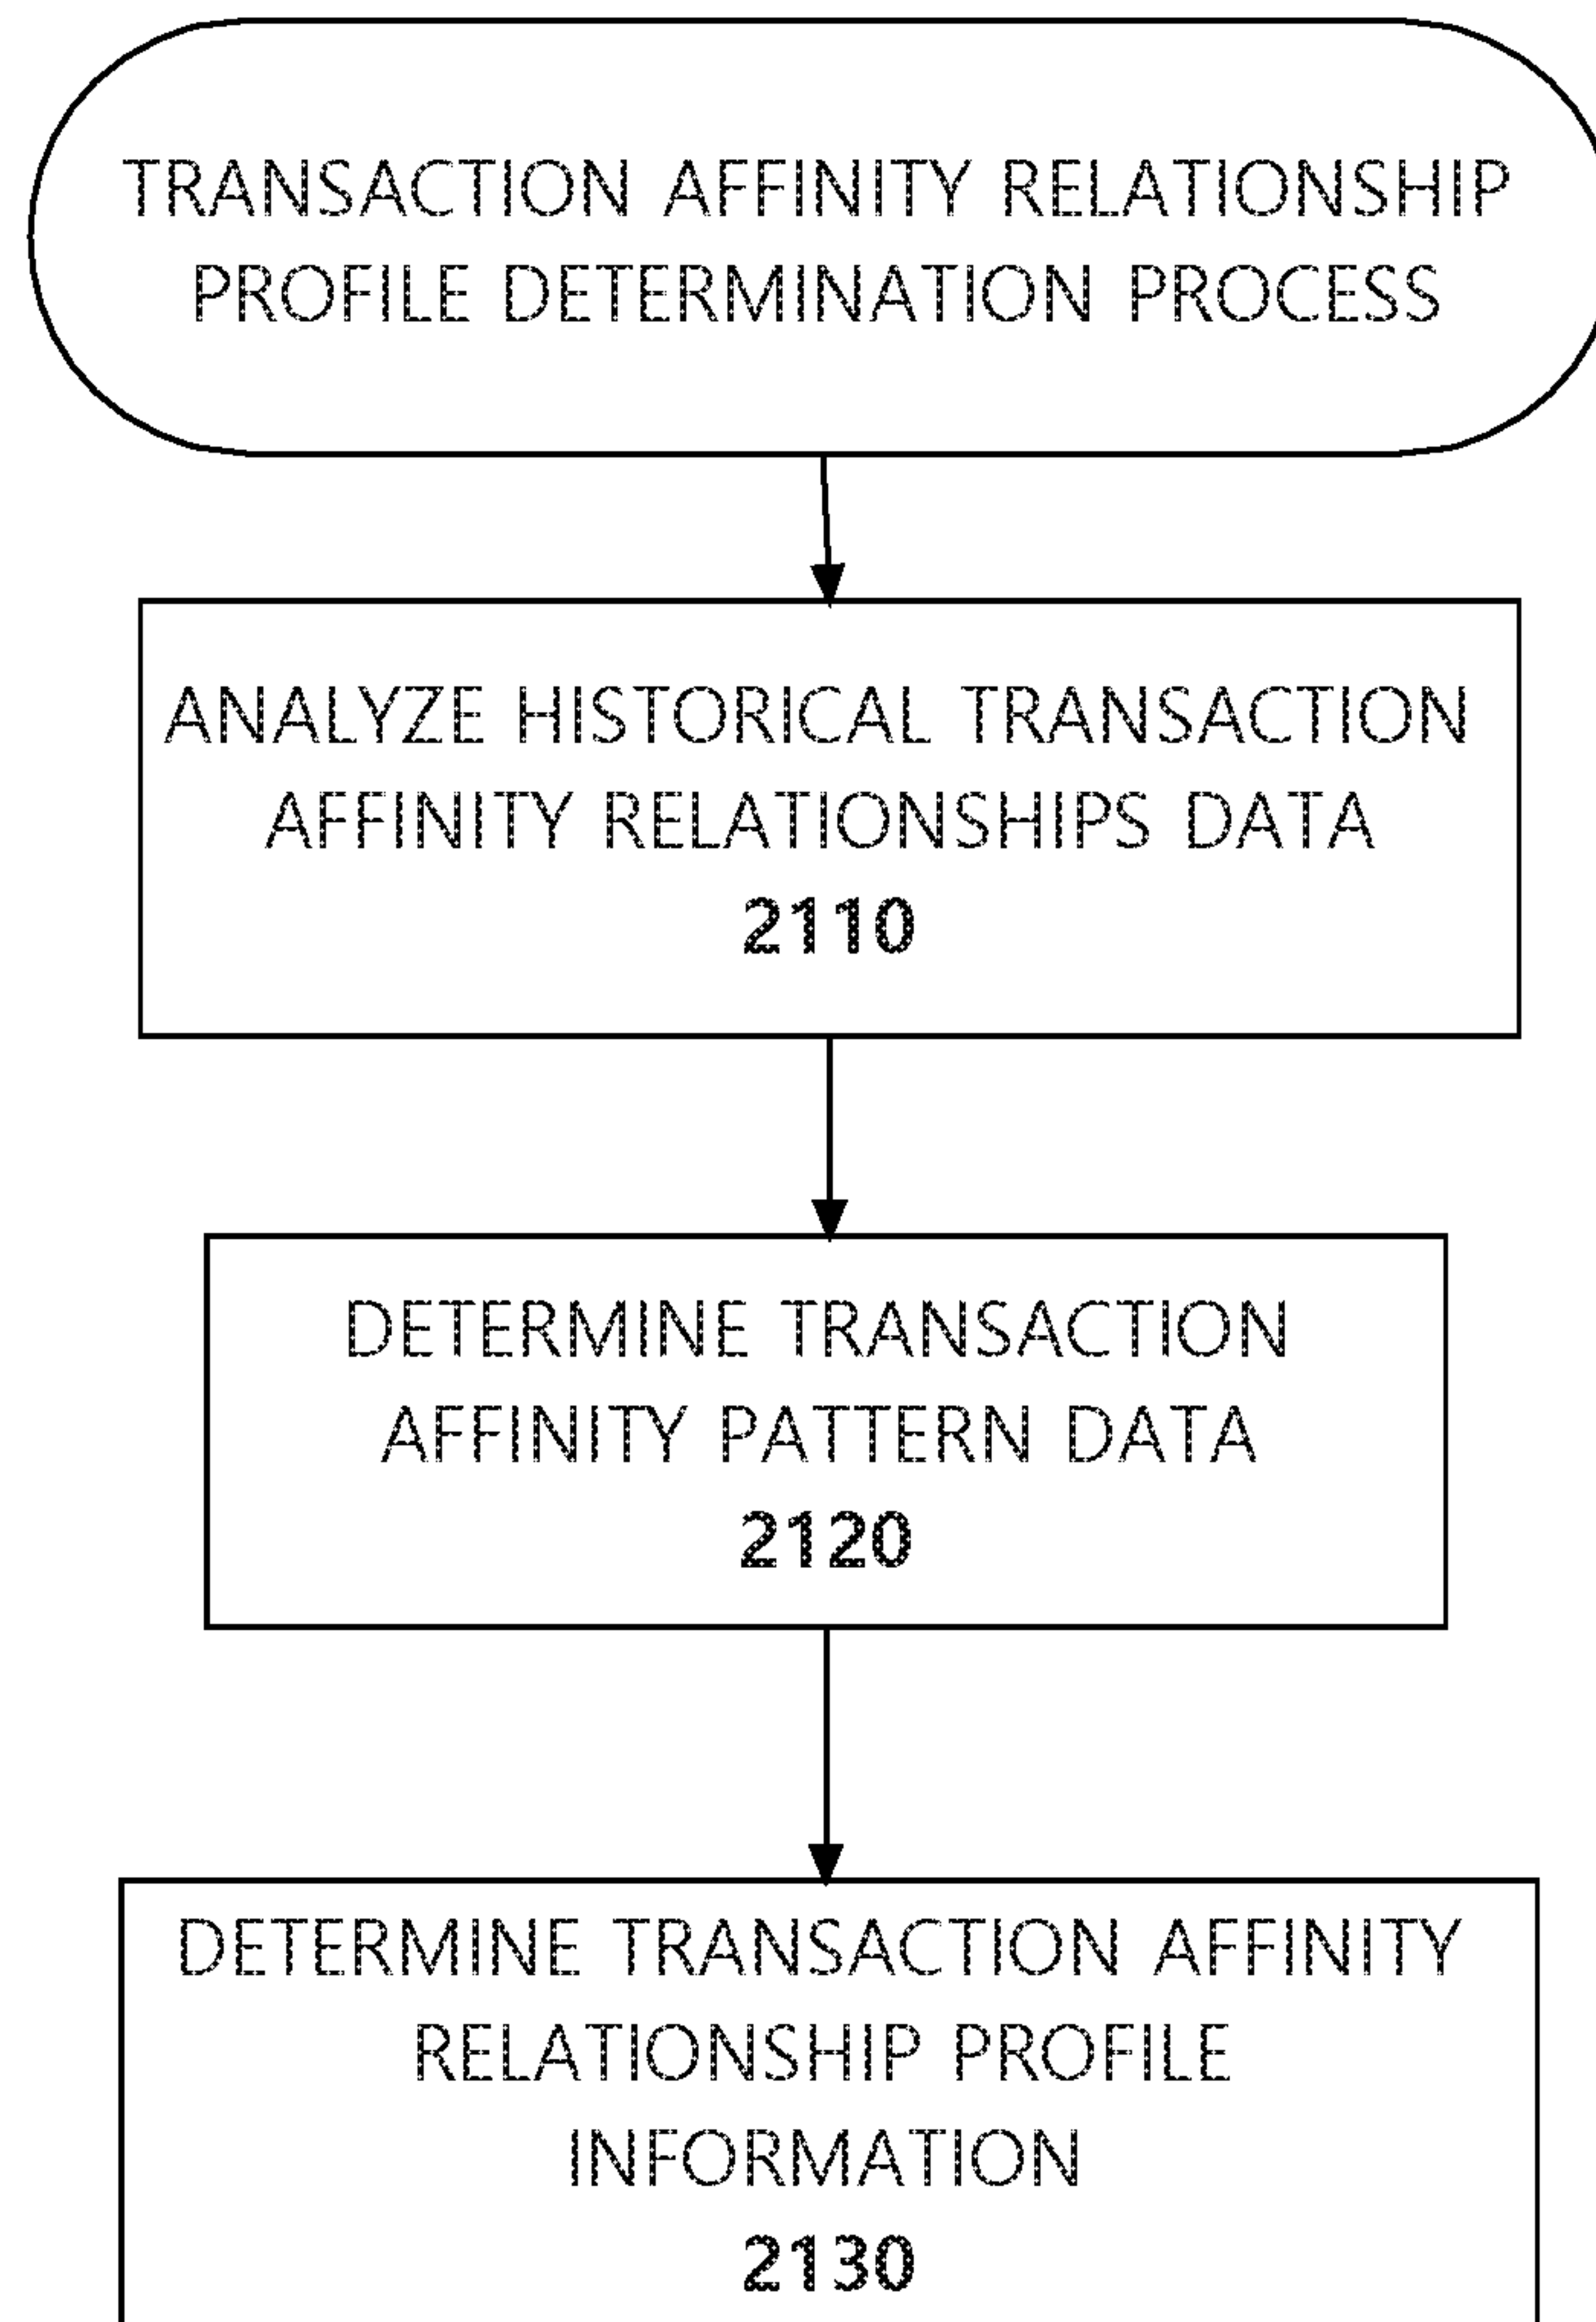 TRANSACTION AFFINITY RELATIONSHIP
PROFILE DETERMINATION PROCESS
ANALYZE HISTORICAL TRANSACTION
AFFINITY RELATIONSHIPS DATA
2110
DETERMINE TRANSACTION
AFFINITY PATTERN DATA
2120
DETERMINE TRANSACTION AFFINITY
RELATIONSHIP PROFILE
INFORMATION
2130